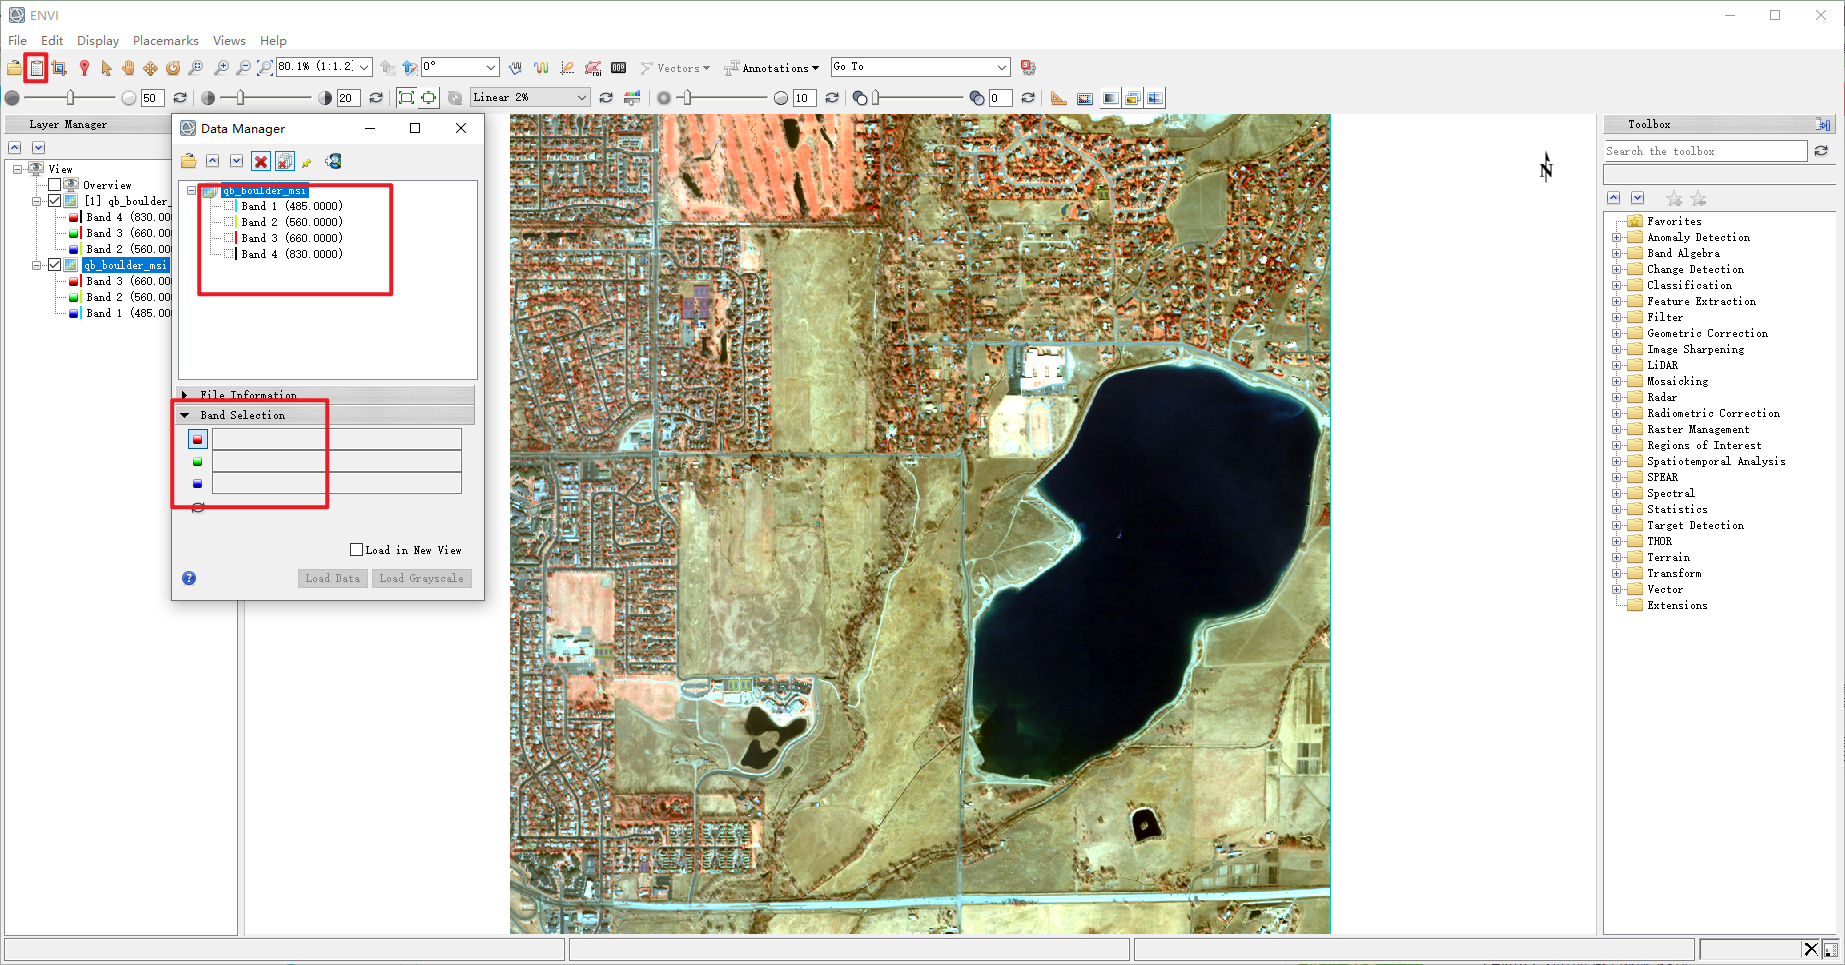 ENVI
File Edit Display Placemarks Views Help
80.1% (1:1.2 0° Vectors Annotations Go To
50 20 Linear 2% 10 0
Layer Manager
View
Overview
[1] qb_boulder_
Band 4 (830.00
Band 3 (660.00
Band 2 (560.00
qb_boulder_msi
Band 3 (660.00
Band 2 (560.00
Band 1 (485.00
Data Manager
qb_boulder_msi
Band 1 (485.0000)
Band 2 (560.0000)
Band 3 (660.0000)
Band 4 (830.0000)
File Information
Band Selection
Load in New View
Load Data Load Grayscale
N
Toolbox
Search the toolbox
Favorites
Anomaly Detection
Band Algebra
Change Detection
Classification
Feature Extraction
Filter
Geometric Correction
Image Sharpening
LiDAR
Mosaicking
Radar
Radiometric Correction
Raster Management
Regions of Interest
Spatiotemporal Analysis
SPEAR
Spectral
Statistics
Target Detection
THOR
Terrain
Transform
Vector
Extensions